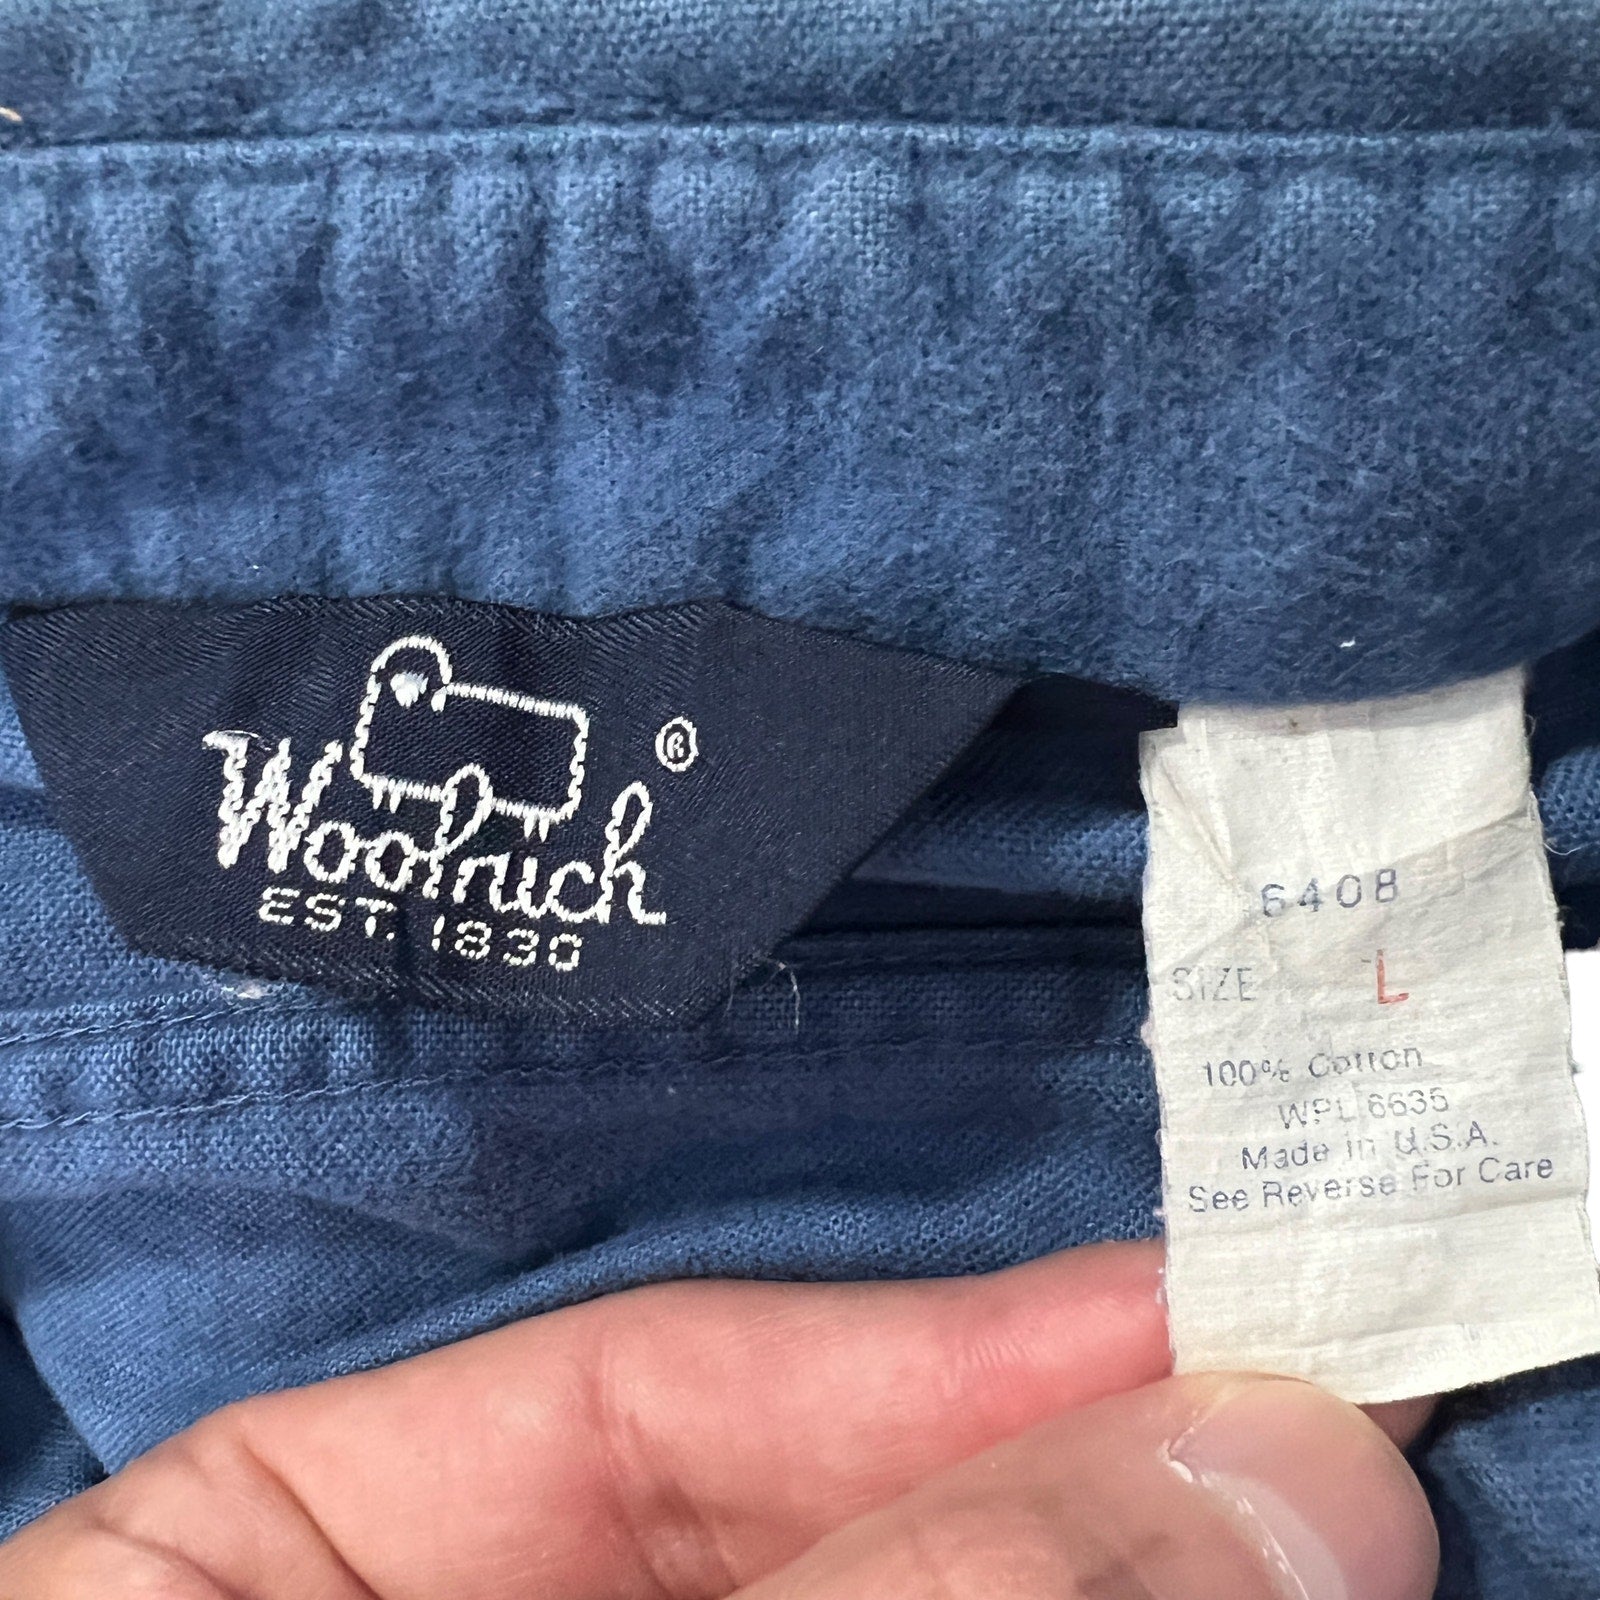 Woolrich®
EST. 1830
6408
SIZE L
100% Cotton
WPL 6635
Made in U.S.A.
See Reverse For Care